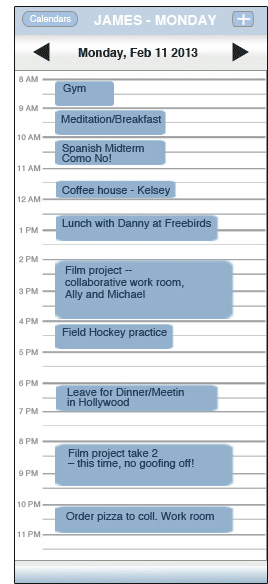 Calendars JAMES - MONDAY +
Monday, Feb 11 2013
8 AM
Gym
9 AM
Meditation/Breakfast
10 AM
Spanish Midterm
Como No!
11 AM
Coffee house - Kelsey
12 AM
Lunch with Danny at Freebirds
1 PM
2 PM
Film project --
collaborative work room,
3 PM
Ally and Michael
4 PM
Field Hockey practice
5 PM
6 PM
Leave for Dinner/Meetin
in Hollywood
7 PM
8 PM
Film project take 2
– this time, no goofing off!
9 PM
10 PM
Order pizza to coll. Work room
11 PM